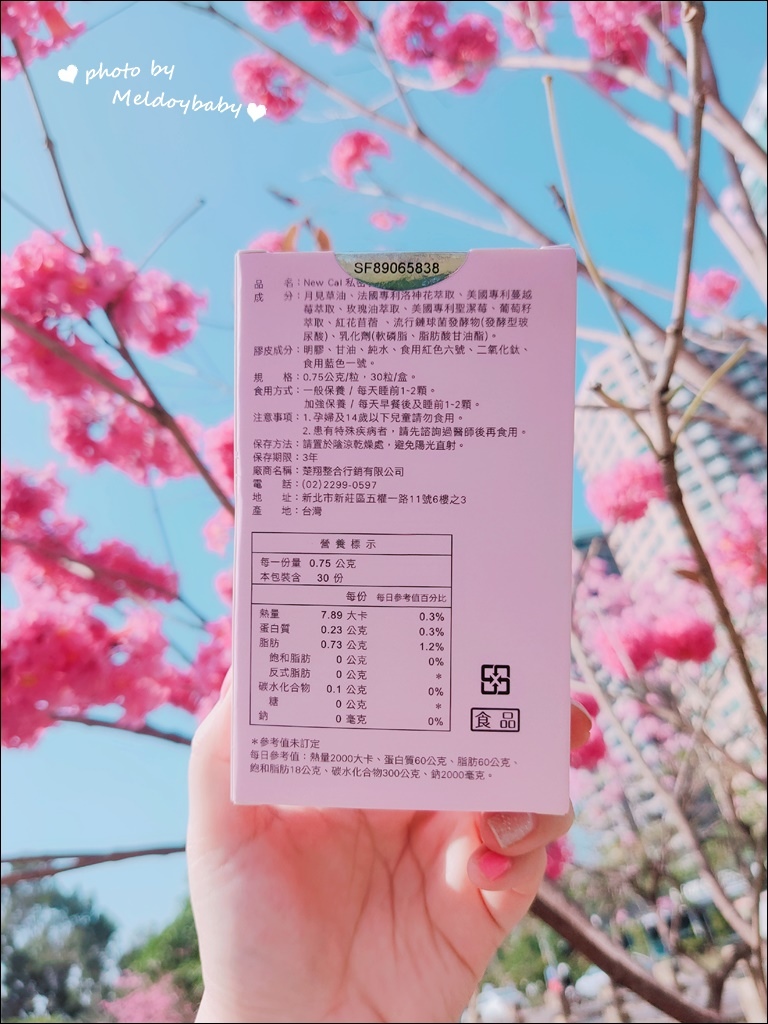 photo by
Meldoybaby
SF89065838
品　名：New Cal 私密
成　分：月見草油、法國專利洛神花萃取、美國專利蔓越
莓萃取、玫瑰油萃取、美國專利聖潔莓、葡萄籽
萃取、紅花苜蓿 、流行鏈球菌發酵物(發酵型玻
尿酸)、乳化劑(軟磷脂、脂肪酸甘油酯)。
膠皮成分：明膠、甘油、純水、食用紅色六號、二氧化鈦、
食用藍色一號。
規　格：0.75公克/粒，30粒/盒。
食用方式：一般保養 / 每天睡前1-2顆。
加強保養 / 每天早餐後及睡前1-2顆。
注意事項：1.孕婦及14歲以下兒童請勿食用。
2.患有特殊疾病者，請先諮詢過醫師後再食用。
保存方法：請置於陰涼乾燥處，避免陽光直射。
保存期限：3年
廠商名稱：楚翔整合行銷有限公司
電　話：(02)2299-0597
地　址：新北市新莊區五權一路11號6樓之3
產　地：台灣
營養標示
每一份量 0.75 公克
本包裝含 30 份
每份 每日參考值百分比
熱量 7.89 大卡 0.3%
蛋白質 0.23 公克 0.3%
脂肪 0.73 公克 1.2%
飽和脂肪 0 公克 0%
反式脂肪 0 公克 *
碳水化合物 0.1 公克 0%
糖 0 公克 *
鈉 0 毫克 0%
食品
*參考值未訂定
每日參考值：熱量2000大卡、蛋白質60公克、脂肪60公克、
飽和脂肪18公克、碳水化合物300公克、鈉2000毫克。